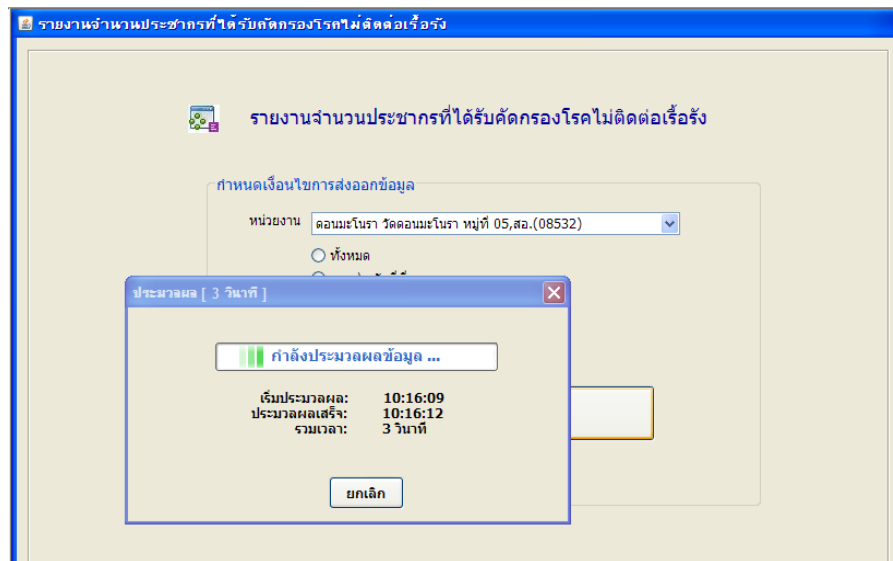 รายงานจำนวนประชากรที่ได้รับคัดกรองโรคไม่ติดต่อเรื้อรัง
รายงานจำนวนประชากรที่ได้รับคัดกรองโรคไม่ติดต่อเรื้อรัง
กำหนดเงื่อนไขการส่งออกข้อมูล
หน่วยงาน ดอนมะโนรา วัดดอนมะโนรา หมู่ที่ 05,สอ.(08532)
ทั้งหมด
ประมวลผล [ 3 วินาที ]
กำลังประมวลผลข้อมูล ...
เริ่มประมวลผล: 10:16:09
ประมวลผลเสร็จ: 10:16:12
รวมเวลา: 3 วินาที
ยกเลิก